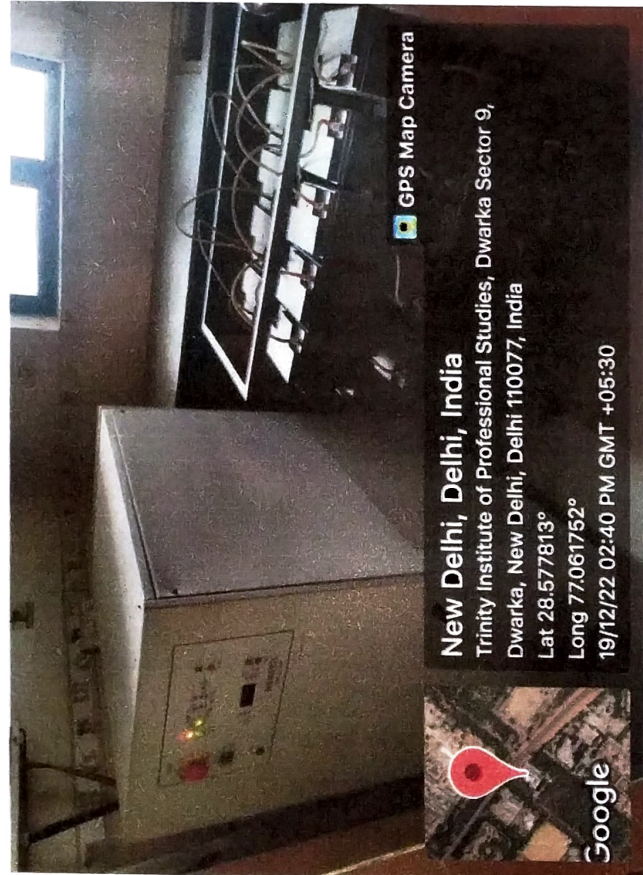 GPS Map Camera
New Delhi, Delhi, India
Trinity Institute of Professional Studies, Dwarka Sector 9,
Dwarka, New Delhi, Delhi 110077, India
Lat 28.577813°
Long 77.061752°
19/12/22 02:40 PM GMT +05:30
Google